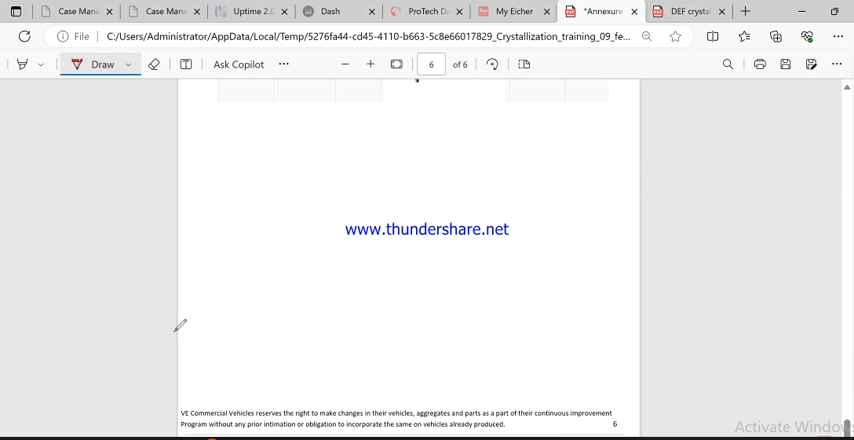 Case Mana
Case Mana
Uptime 2.0
Dash
ProTech Da
My Eicher
*Annexure
DEF crystal
File
C:/Users/Administrator/AppData/Local/Temp/5276fa44-cd45-4110-b663-5c8e66017829_Crystallization_training_09_fe...
Draw
Ask Copilot
6
of 6
www.thundershare.net
VE Commercial Vehicles reserves the right to make changes in their vehicles, aggregates and parts as a part of their continuous improvement
Program without any prior intimation or obligation to incorporate the same on vehicles already produced.
6
Activate Windows